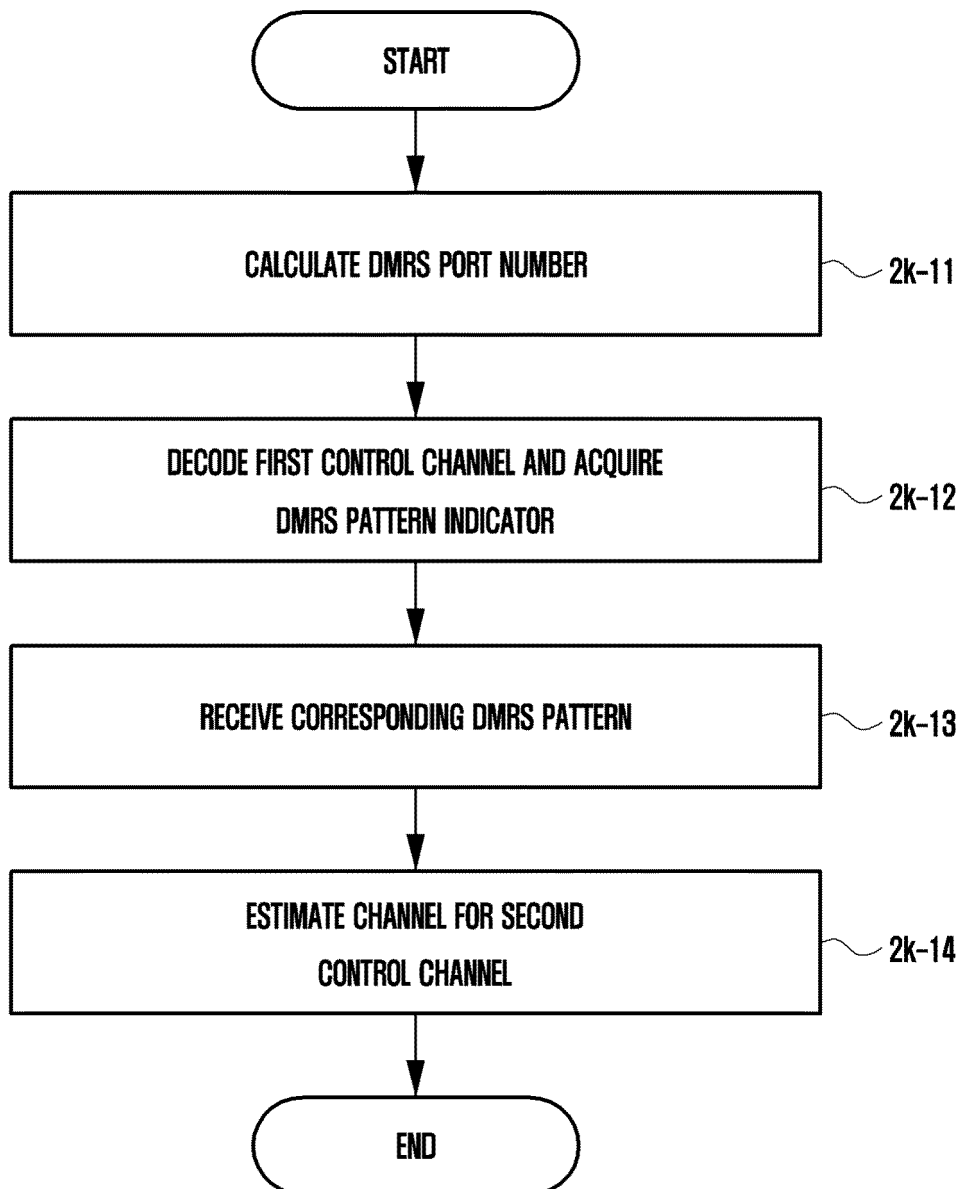 START
CALCULATE DMRS PORT NUMBER
2k-11
DECODE FIRST CONTROL CHANNEL AND ACQUIRE
DMRS PATTERN INDICATOR
2k-12
RECEIVE CORRESPONDING DMRS PATTERN
2k-13
ESTIMATE CHANNEL FOR SECOND
CONTROL CHANNEL
2k-14
END